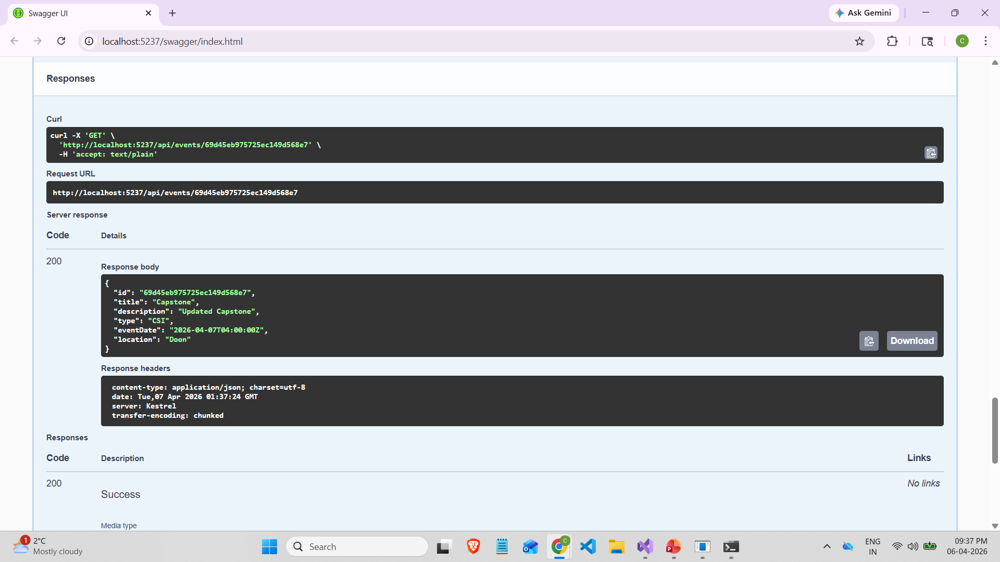 Swagger UI
Ask Gemini
localhost:5237/swagger/index.html
C
Responses
Curl
curl -X 'GET' \
'http://localhost:5237/api/events/69d45eb975725ec149d568e7' \
-H 'accept: text/plain'
Request URL
http://localhost:5237/api/events/69d45eb975725ec149d568e7
Server response
Code Details
200
Response body
{
"id": "69d45eb975725ec149d568e7",
"title": "Capstone",
"description": "Updated Capstone",
"type": "CSI",
"eventDate": "2026-04-07T04:00:00Z",
"location": "Doon"
}
Download
Response headers
content-type: application/json; charset=utf-8
date: Tue,07 Apr 2026 01:37:24 GMT
server: Kestrel
transfer-encoding: chunked
Responses
Code Description Links
200 No links
Success
Media type
1
2°C
Mostly cloudy
Search
C
ENG
IN
09:37 PM
06-04-2026